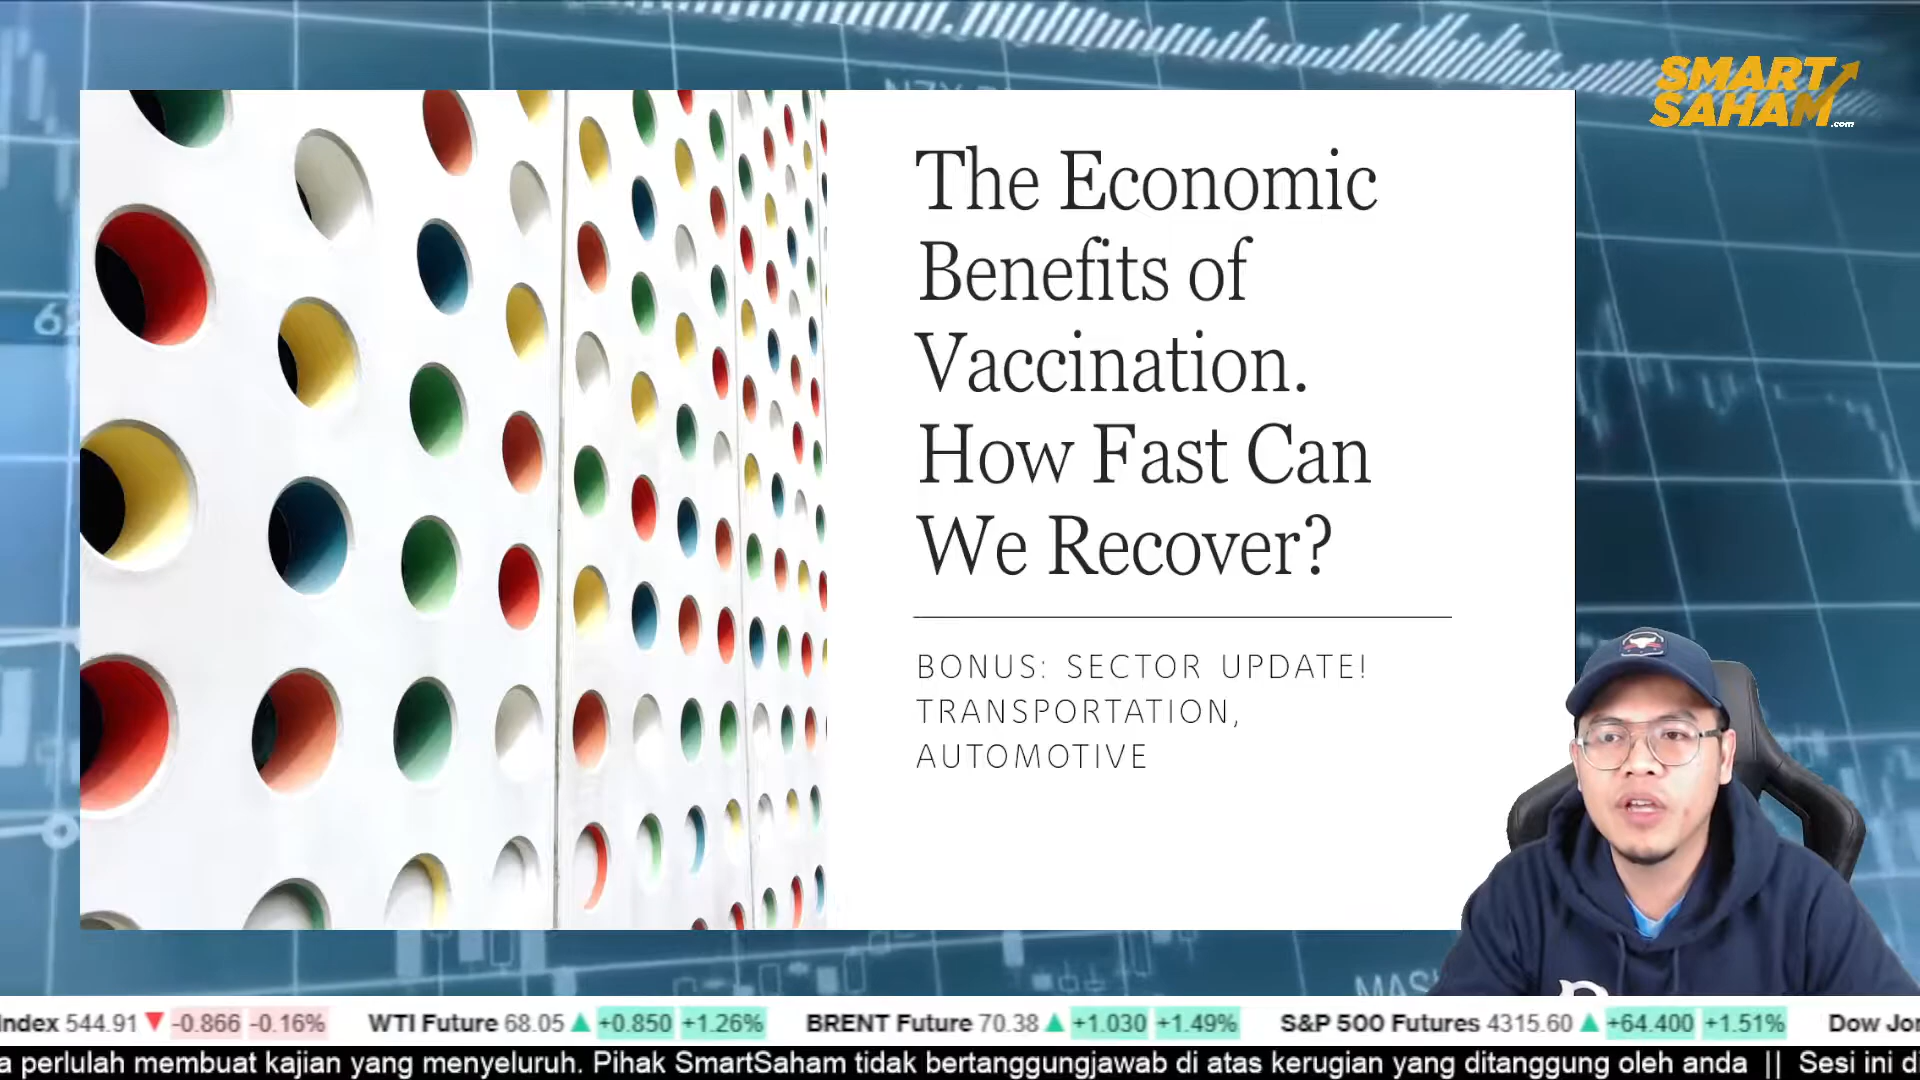 SMART
SAHAM
.com
The Economic
Benefits of
Vaccination.
How Fast Can
We Recover?
BONUS: SECTOR UPDATE!
TRANSPORTATION,
AUTOMOTIVE
Index 544.91 ▼ -0.866 -0.16% WTI Future 68.05 ▲ +0.850 +1.26% BRENT Future 70.38 ▲ +1.030 +1.49% S&P 500 Futures 4315.60 ▲ +64.400 +1.51% Dow Jo
a perlulah membuat kajian yang menyeluruh. Pihak SmartSaham tidak bertanggungjawab di atas kerugian yang ditanggung oleh anda || Sesi ini d